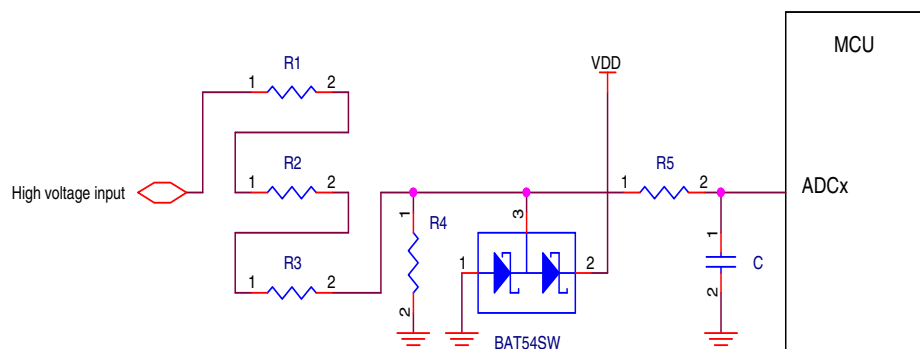 MCU
R1
1 2
VDD
R2
1 2
R5
1 2
High voltage input
ADCx
1
R4
2
3
1 2
BAT54SW
R3
1 2
1
C
2